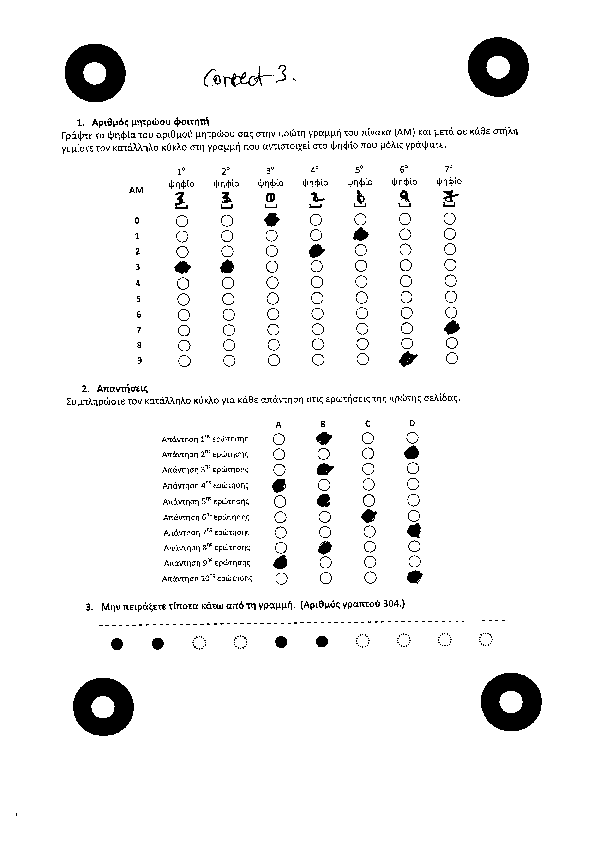 Correct 3.
1. Αριθμός μητρώου φοιτητή
Γράψτε τα ψηφία του αριθμού μητρώου σας στην πρώτη γραμμή του πίνακα (ΑΜ) και μετά σε κάθε στήλη
γεμίστε τον κατάλληλο κύκλο στη γραμμή που αντιστοιχεί στο ψηφίο που μόλις γράψατε.
1° 2° 3° 4° 5° 6° 7°
ΑΜ ψηφίο ψηφίο ψηφίο ψηφίο ψηφίο ψηφίο ψηφίο
3 3 0 2 9 7
0
1
2
3
4
5
6
7
8
9
2. Απαντήσεις
Συμπληρώστε τον κατάλληλο κύκλο για κάθε απάντηση στις ερωτήσεις της πρώτης σελίδας.
A B C D
Απάντηση 1ης ερώτησης
Απάντηση 2ης ερώτησης
Απάντηση 3ης ερώτησης
Απάντηση 4ης ερώτησης
Απάντηση 5ης ερώτησης
Απάντηση 6ης ερώτησης
Απάντηση 7ης ερώτησης
Απάντηση 8ης ερώτησης
Απάντηση 9ης ερώτησης
Απάντηση 10ης ερώτησης
3. Μην πειράξετε τίποτα κάτω από τη γραμμή. (Αριθμός γραπτού 304.)